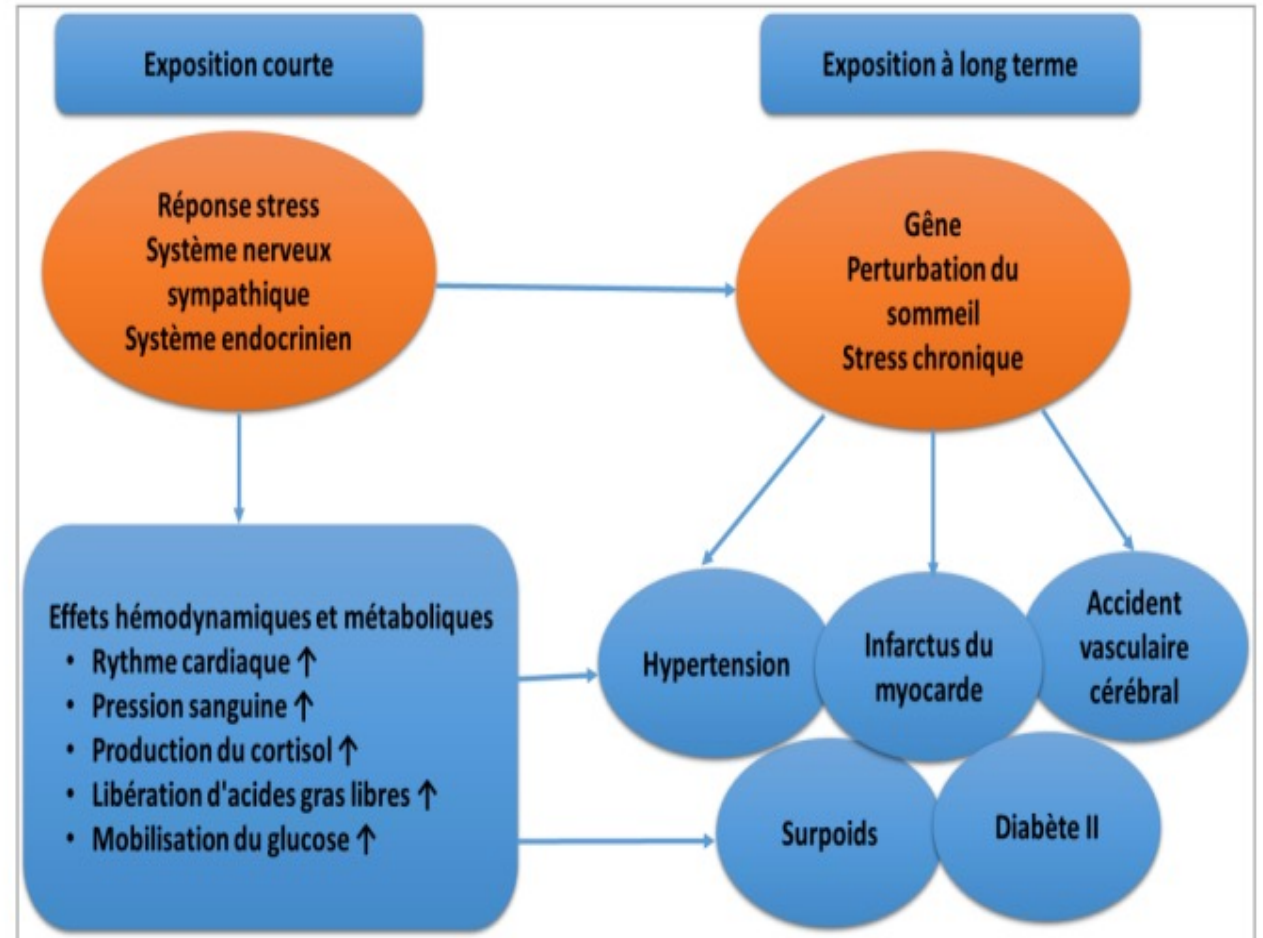 Exposition courte
Exposition à long terme
Réponse stress
Système nerveux
sympathique
Système endocrinien
Gêne
Perturbation du
sommeil
Stress chronique
Effets hémodynamiques et métaboliques
• Rythme cardiaque ↑
• Pression sanguine ↑
• Production du cortisol ↑
• Libération d'acides gras libres ↑
• Mobilisation du glucose ↑
Hypertension
Infarctus du
myocarde
Accident
vasculaire
cérébral
Surpoids
Diabète II